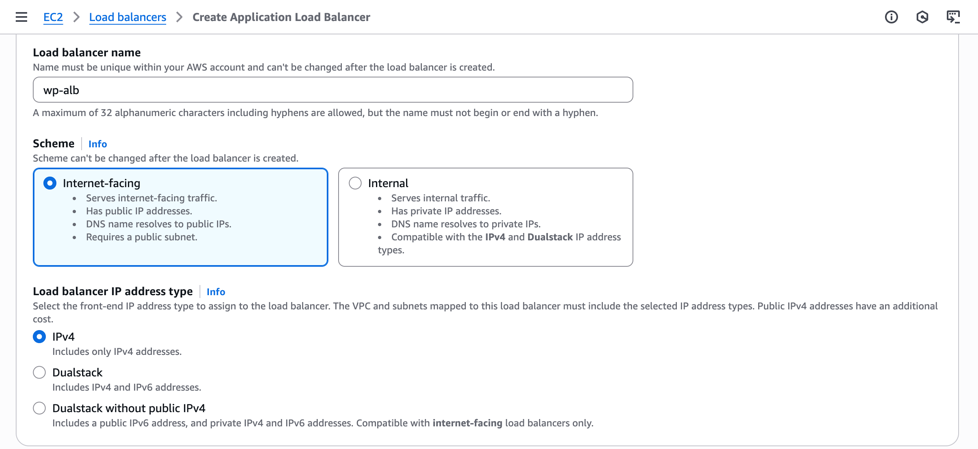 EC2 > Load balancers > Create Application Load Balancer
Load balancer name
Name must be unique within your AWS account and can't be changed after the load balancer is created.
wp-alb
A maximum of 32 alphanumeric characters including hyphens are allowed, but the name must not begin or end with a hyphen.
Scheme | Info
Scheme can't be changed after the load balancer is created.
Internet-facing
• Serves internet-facing traffic.
• Has public IP addresses.
• DNS name resolves to public IPs.
• Requires a public subnet.
Internal
• Serves internal traffic.
• Has private IP addresses.
• DNS name resolves to private IPs.
• Compatible with the IPv4 and Dualstack IP address
types.
Load balancer IP address type | Info
Select the front-end IP address type to assign to the load balancer. The VPC and subnets mapped to this load balancer must include the selected IP address types. Public IPv4 addresses have an additional
cost.
IPv4
Includes only IPv4 addresses.
Dualstack
Includes IPv4 and IPv6 addresses.
Dualstack without public IPv4
Includes a public IPv6 address, and private IPv4 and IPv6 addresses. Compatible with internet-facing load balancers only.